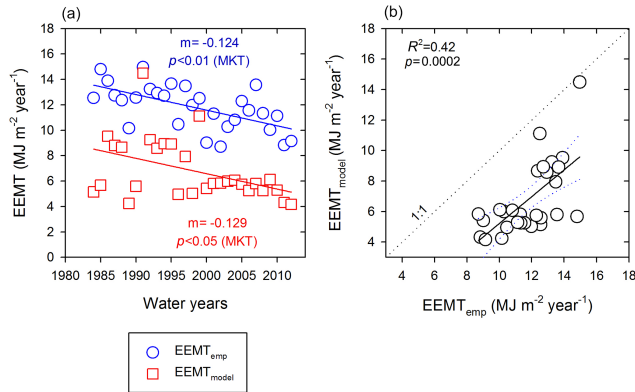 (a)
m= -0.124
p<0.01 (MKT)
18
16
14
12
10
8
6
4
2
0
EEMT (MJ m-2 year-1)
m= -0.129
p<0.05 (MKT)
1980 1985 1990 1995 2000 2005 2010
Water years
EEMTemp
EEMTmodel
(b)
R2=0.42
p=0.0002
1:1
18
16
14
12
10
8
6
4
EEMTmodel (MJ m-2 year-1)
4 6 8 10 12 14 16 18
EEMTemp (MJ m-2 year-1)